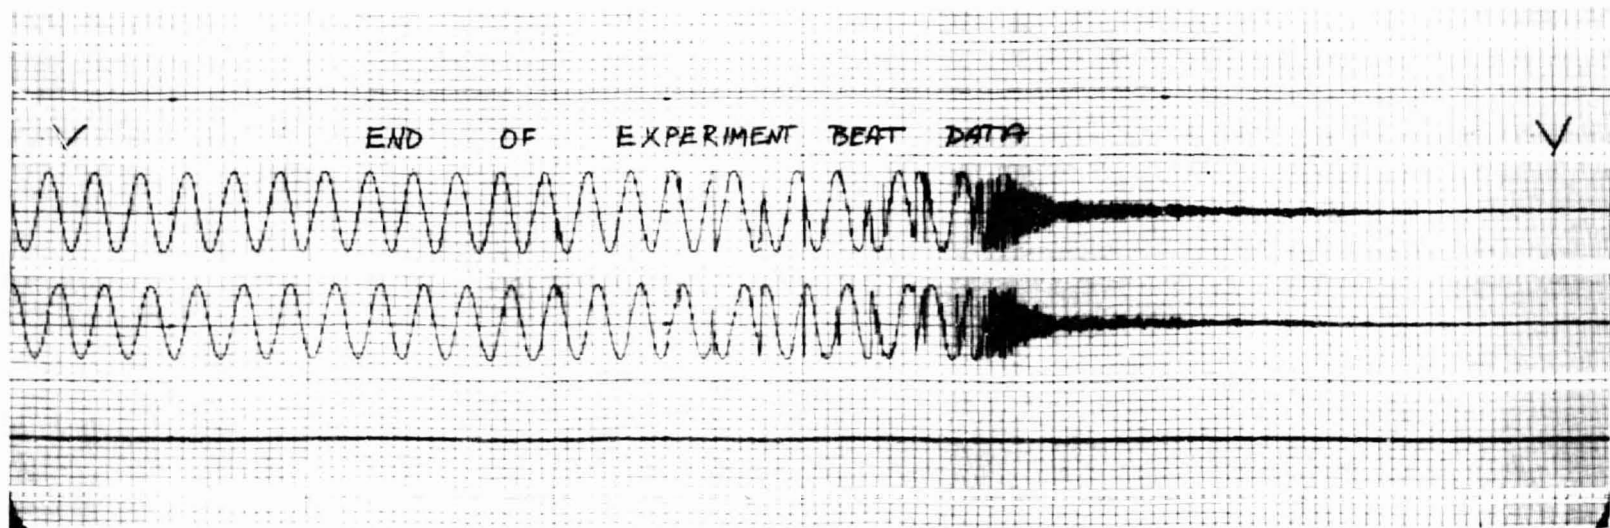 END OF EXPERIMENT BEAT DATA